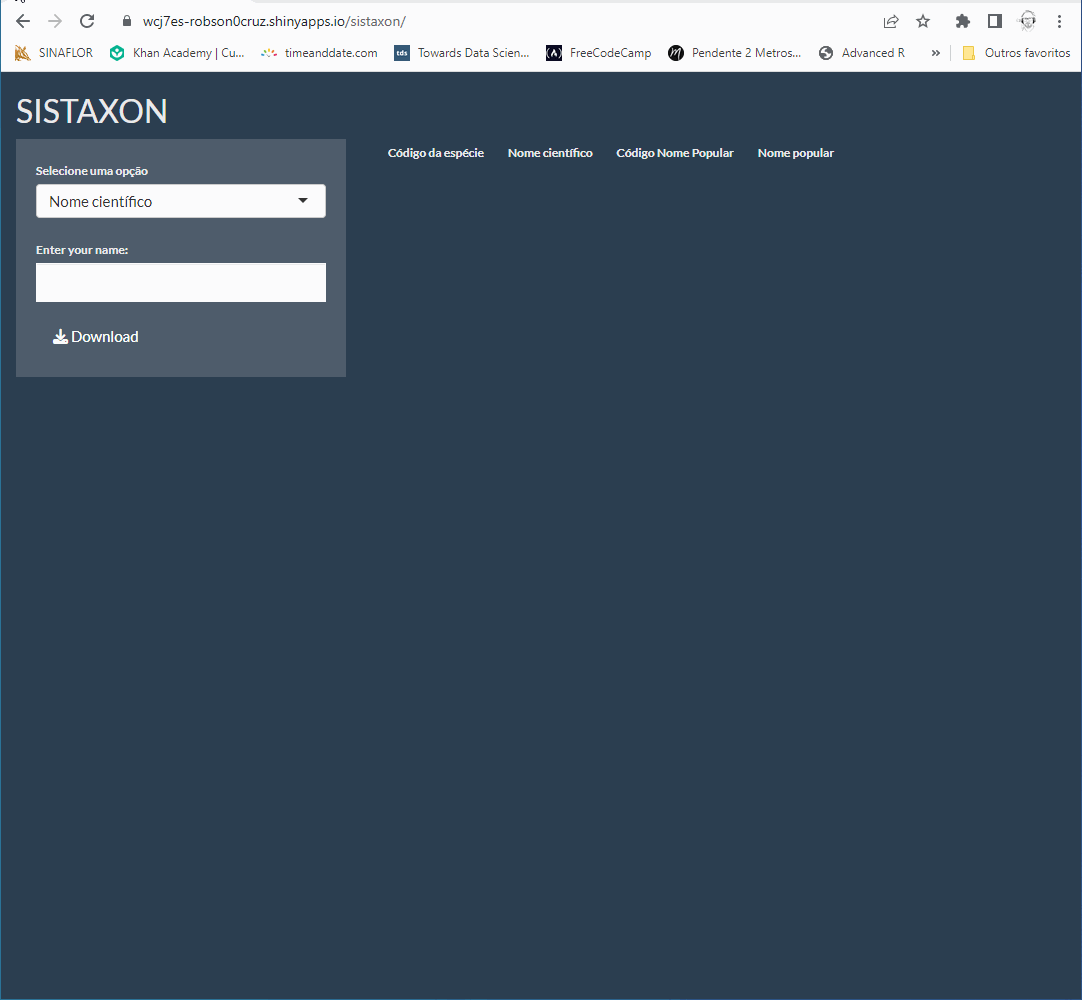 wcj7es-robson0cruz.shinyapps.io/sistaxon/
SINAFLOR Khan Academy | Cu... timeanddate.com tds Towards Data Scien... FreeCodeCamp Pendente 2 Metros... Advanced R » Outros favoritos
SISTAXON
Selecione uma opção
Nome científico
Enter your name:
Download
Código da espécie Nome científico Código Nome Popular Nome popular